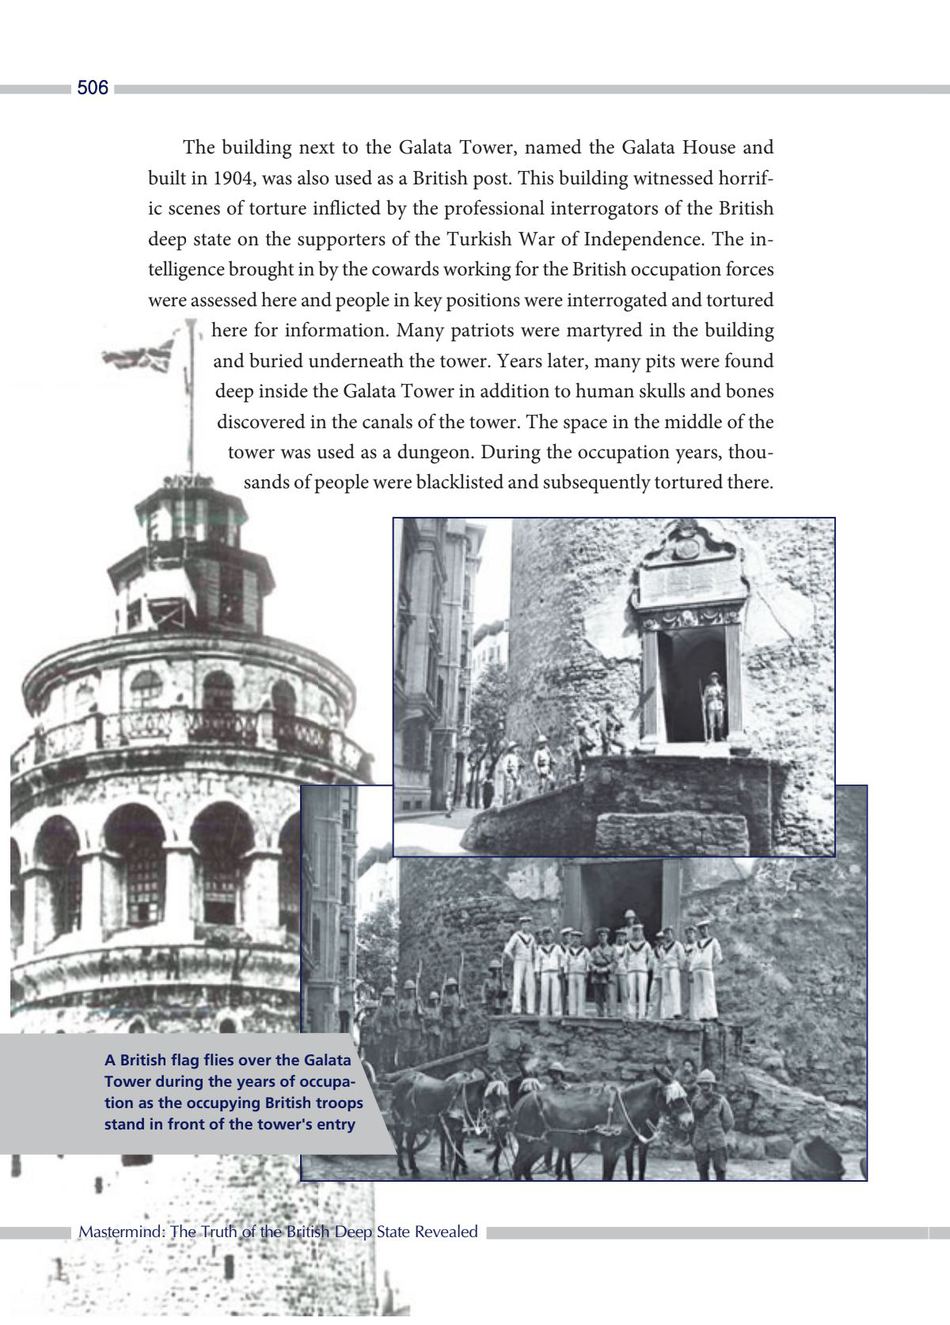 506
The building next to the Galata Tower, named the Galata House and
built in 1904, was also used as a British post. This building witnessed horrif-
ic scenes of torture inflicted by the professional interrogators of the British
deep state on the supporters of the Turkish War of Independence. The in-
telligence brought in by the cowards working for the British occupation forces
were assessed here and people in key positions were interrogated and tortured
here for information. Many patriots were martyred in the building
and buried underneath the tower. Years later, many pits were found
deep inside the Galata Tower in addition to human skulls and bones
discovered in the canals of the tower. The space in the middle of the
tower was used as a dungeon. During the occupation years, thou-
sands of people were blacklisted and subsequently tortured there.
A British flag flies over the Galata
Tower during the years of occupa-
tion as the occupying British troops
stand in front of the tower's entry
Mastermind: The Truth of the British Deep State Revealed